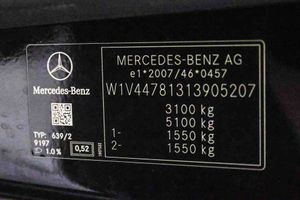 MERCEDES-BENZ AG
e1*2007/46*0457
W1V44781313905207
Mercedes-Benz
3100 kg
5100 kg
1- 1550 kg
2- 1550 kg
TYP: 639/2
9197
1.0 % 0,52